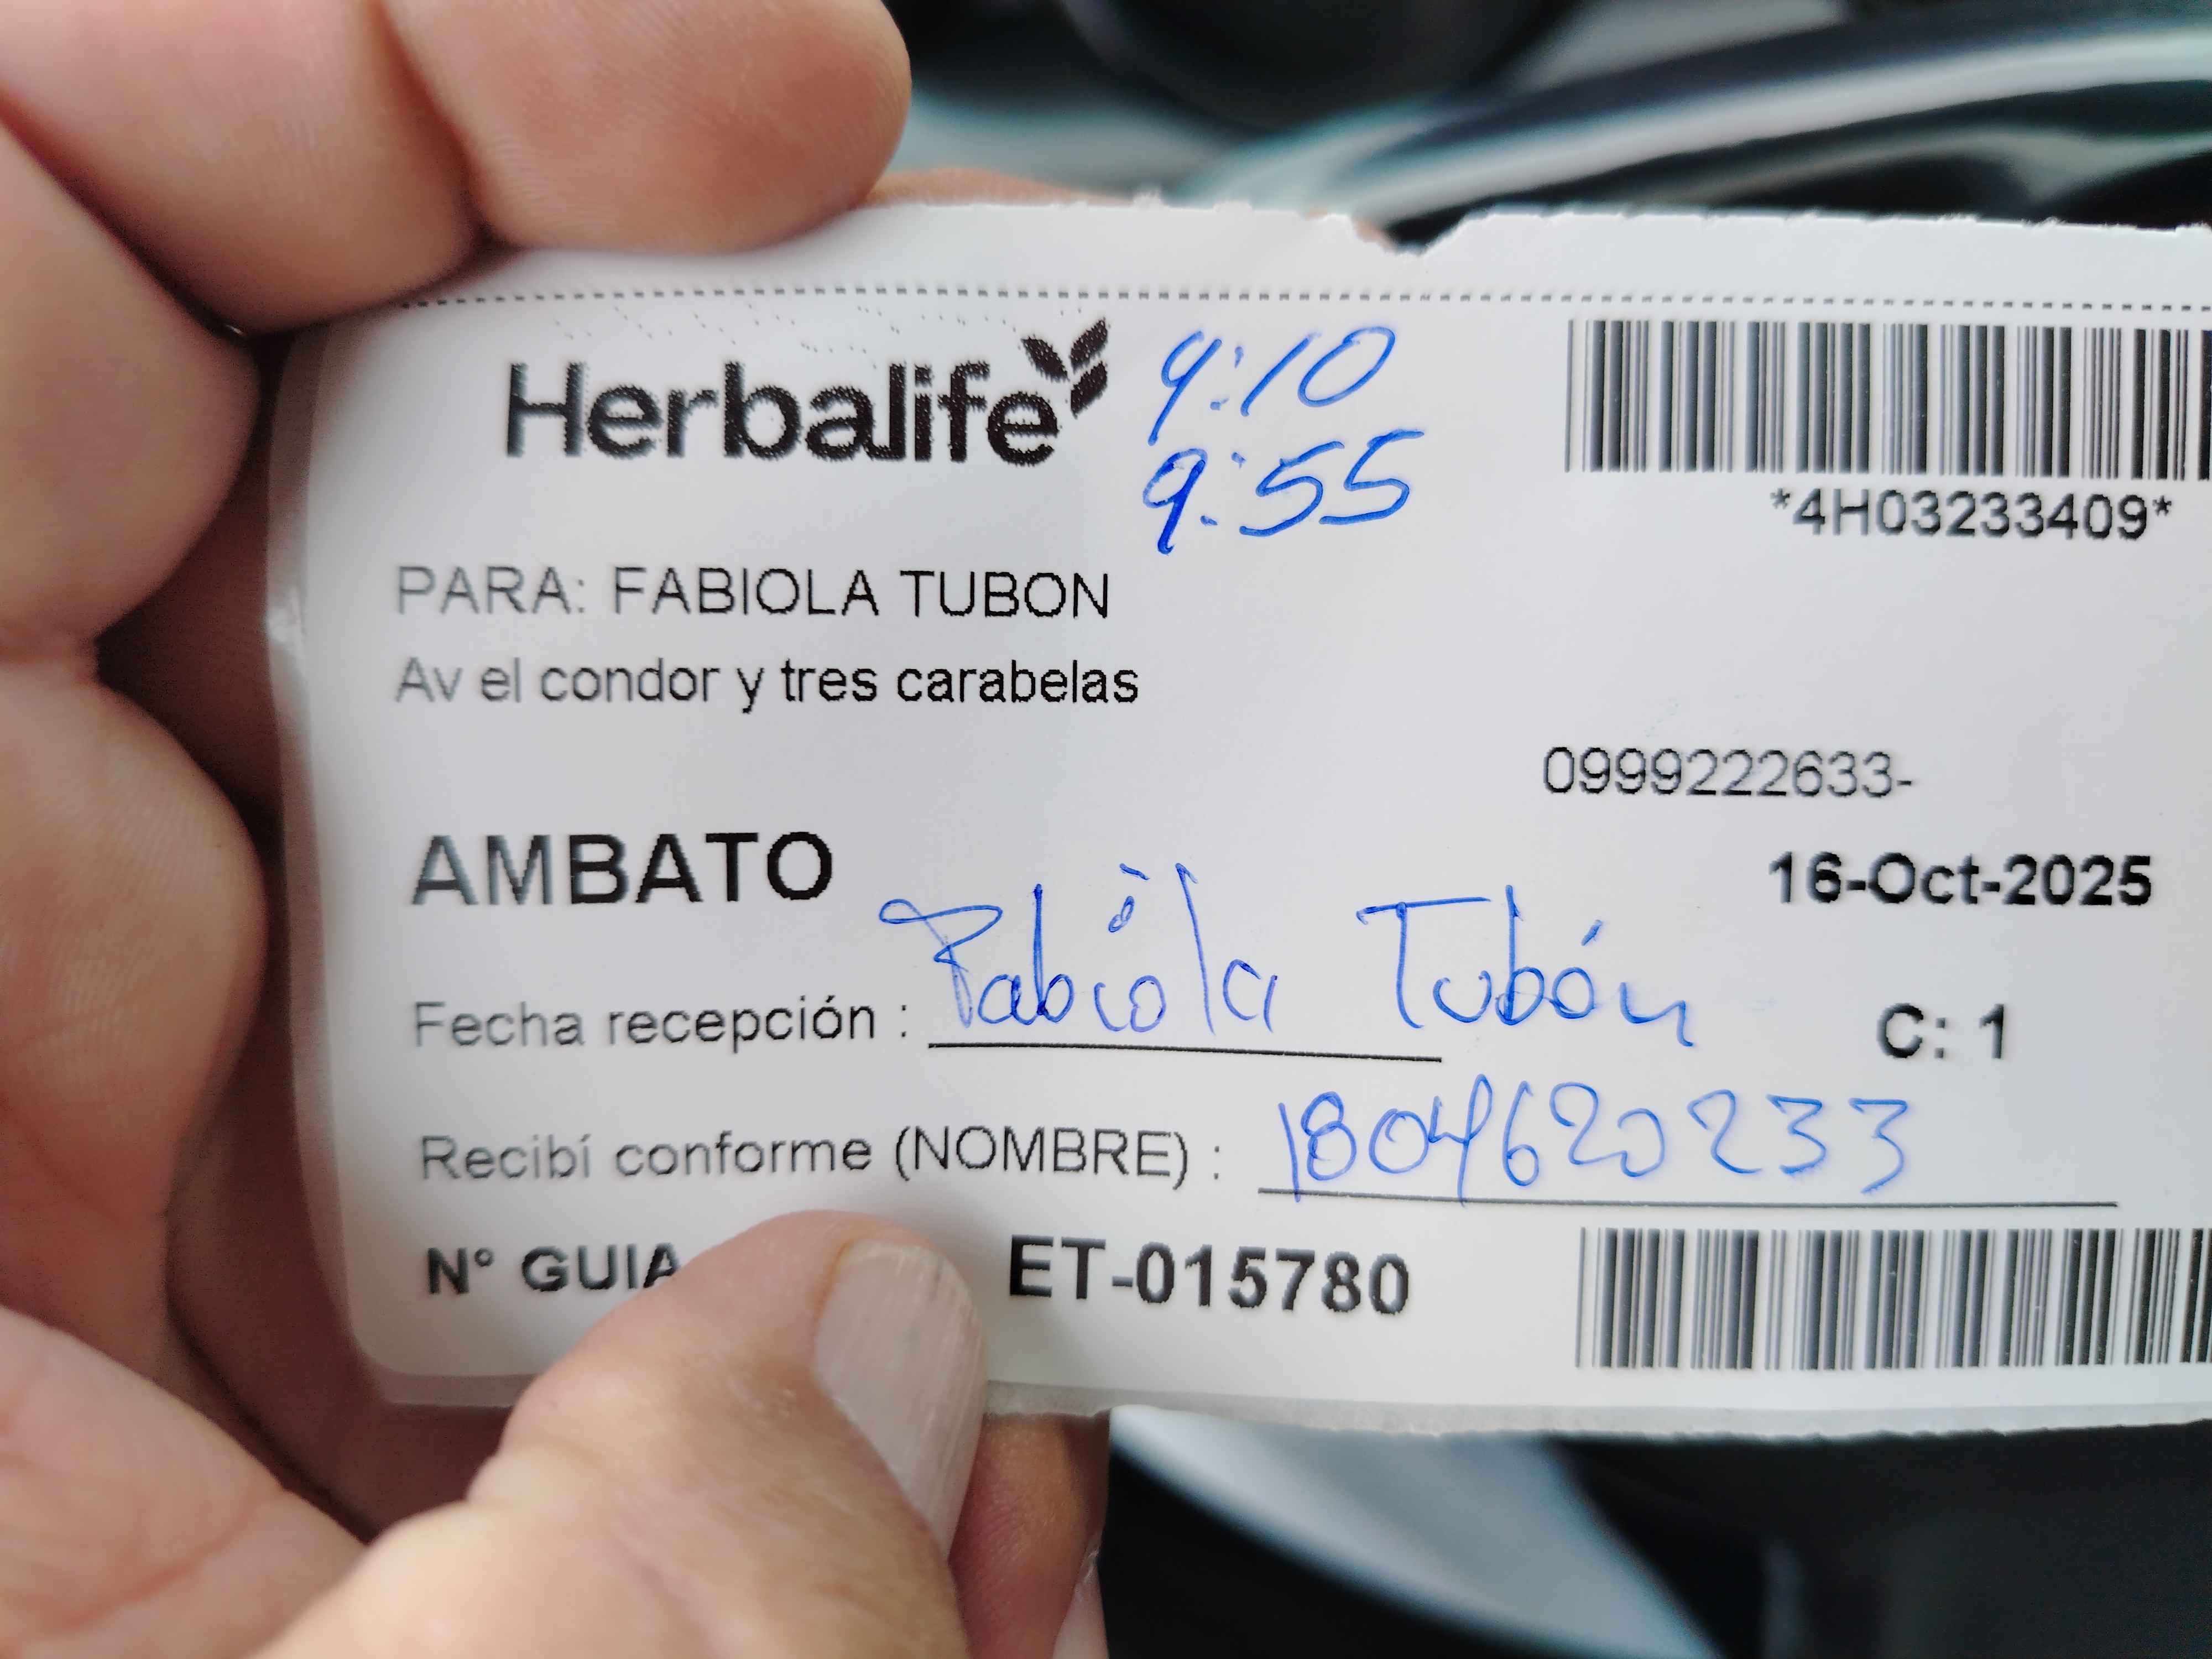 Herbalife
9:10
9:55
*4H03233409*
PARA: FABIOLA TUBON
Av el condor y tres carabelas
0999222633-
AMBATO
16-Oct-2025
Fecha recepción : Fabiola Tubón
C: 1
Recibí conforme (NOMBRE) : 1804620233
N° GUIA ET-015780